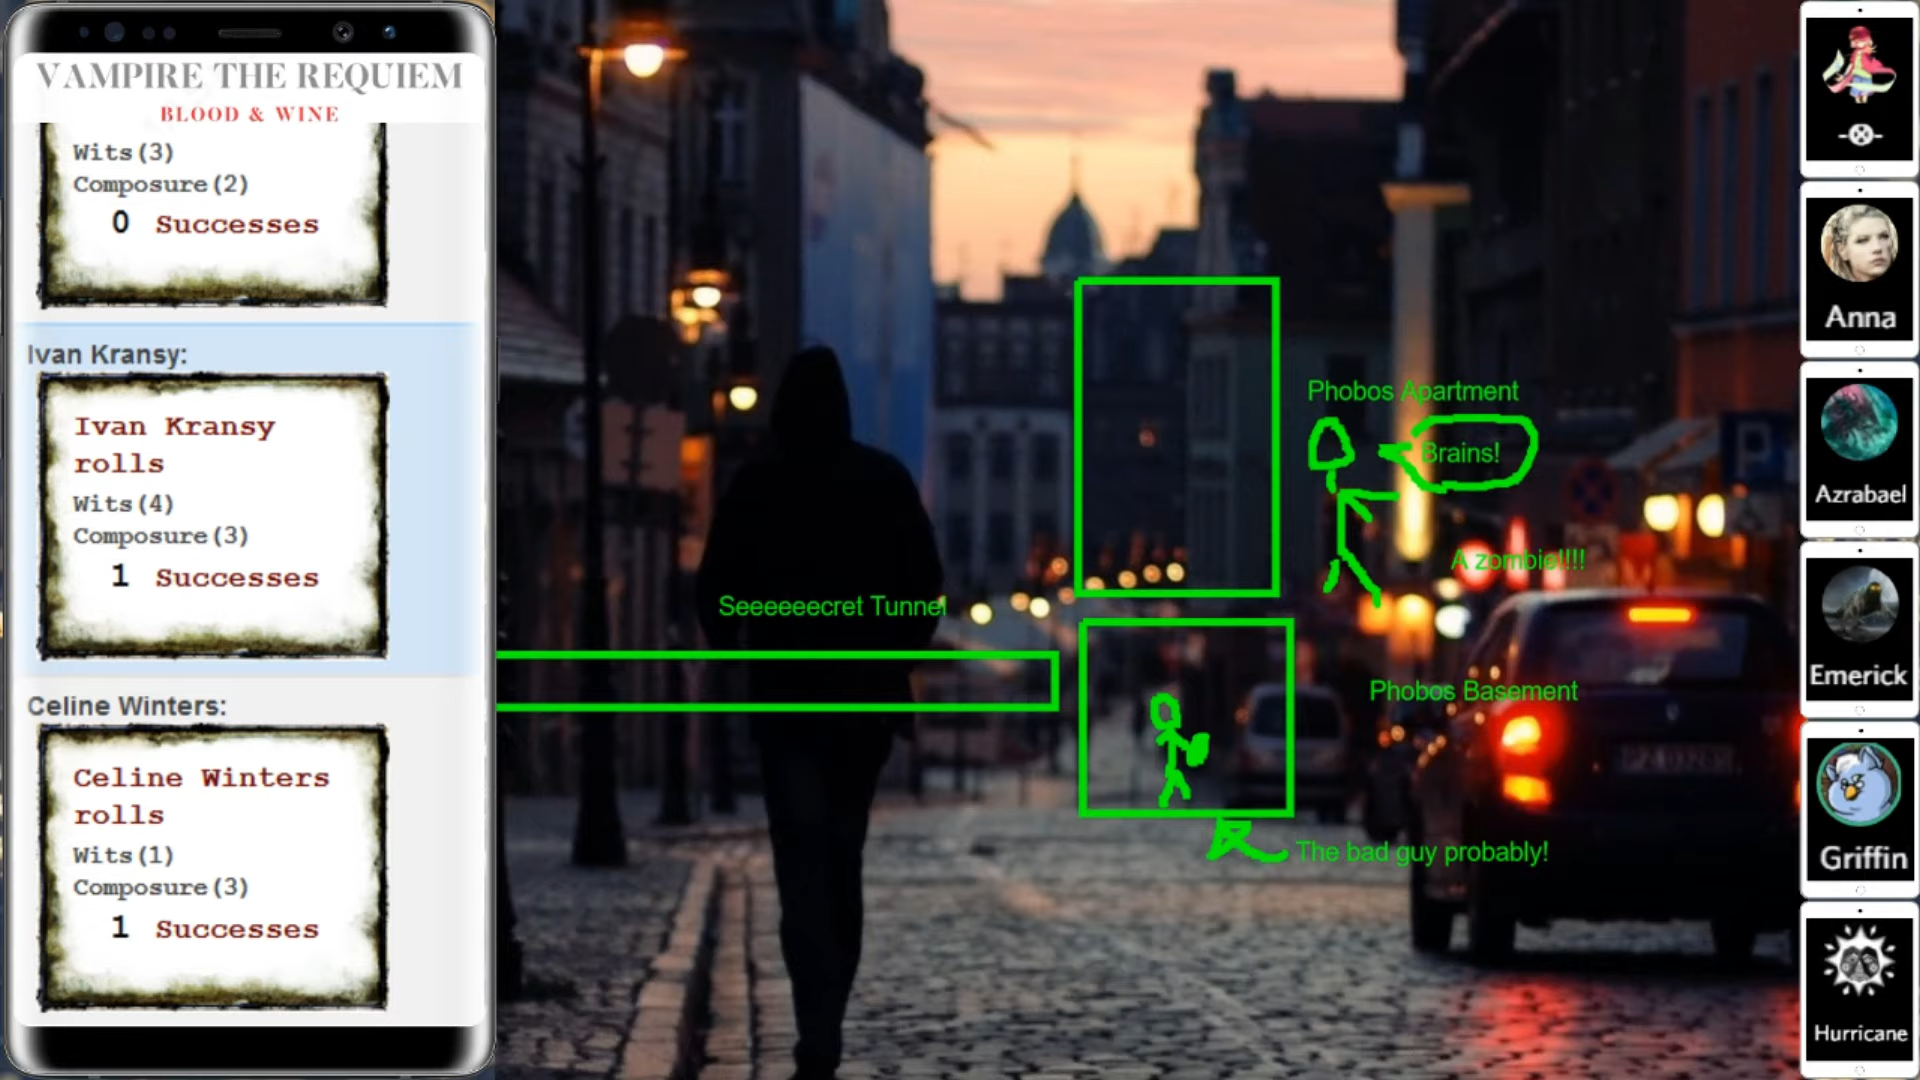 VAMPIRE THE REQUIEM
BLOOD & WINE
Wits(3)
Composure(2)
0 Successes
Ivan Kransy:
Ivan Kransy
rolls
Wits(4)
Composure(3)
1 Successes
Celine Winters:
Celine Winters
rolls
Wits(1)
Composure(3)
1 Successes
Phobos Apartment
Brains!
A zombie!!!!
Seeeeeecret Tunnel
Phobos Basement
The bad guy probably!
P
Anna
Azrabael
Emerick
Griffin
Hurricane